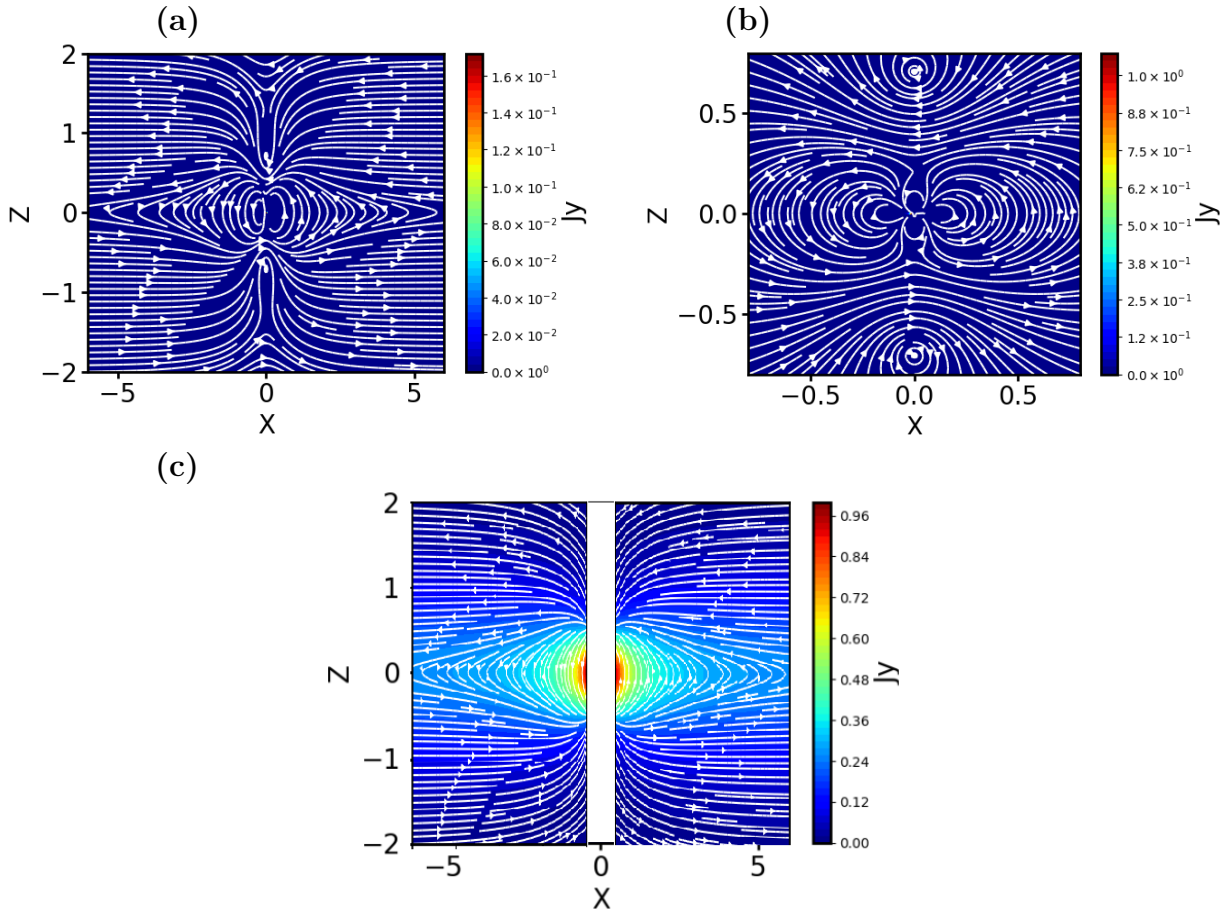 (a)
2
1
0
−1
−2
Z
−5
0
5
X
1.6 × 10⁻¹
1.4 × 10⁻¹
1.2 × 10⁻¹
1.0 × 10⁻¹
8.0 × 10⁻²
6.0 × 10⁻²
4.0 × 10⁻²
2.0 × 10⁻²
0.0 × 10⁰
Jy
(b)
0.5
0.0
−0.5
Z
−0.5
0.0
0.5
X
1.0 × 10⁰
8.8 × 10⁻¹
7.5 × 10⁻¹
6.2 × 10⁻¹
5.0 × 10⁻¹
3.8 × 10⁻¹
2.5 × 10⁻¹
1.2 × 10⁻¹
0.0 × 10⁰
Jy
(c)
2
1
0
−1
−2
Z
−5
0
5
X
0.96
0.84
0.72
0.60
0.48
0.36
0.24
0.12
0.00
Jy